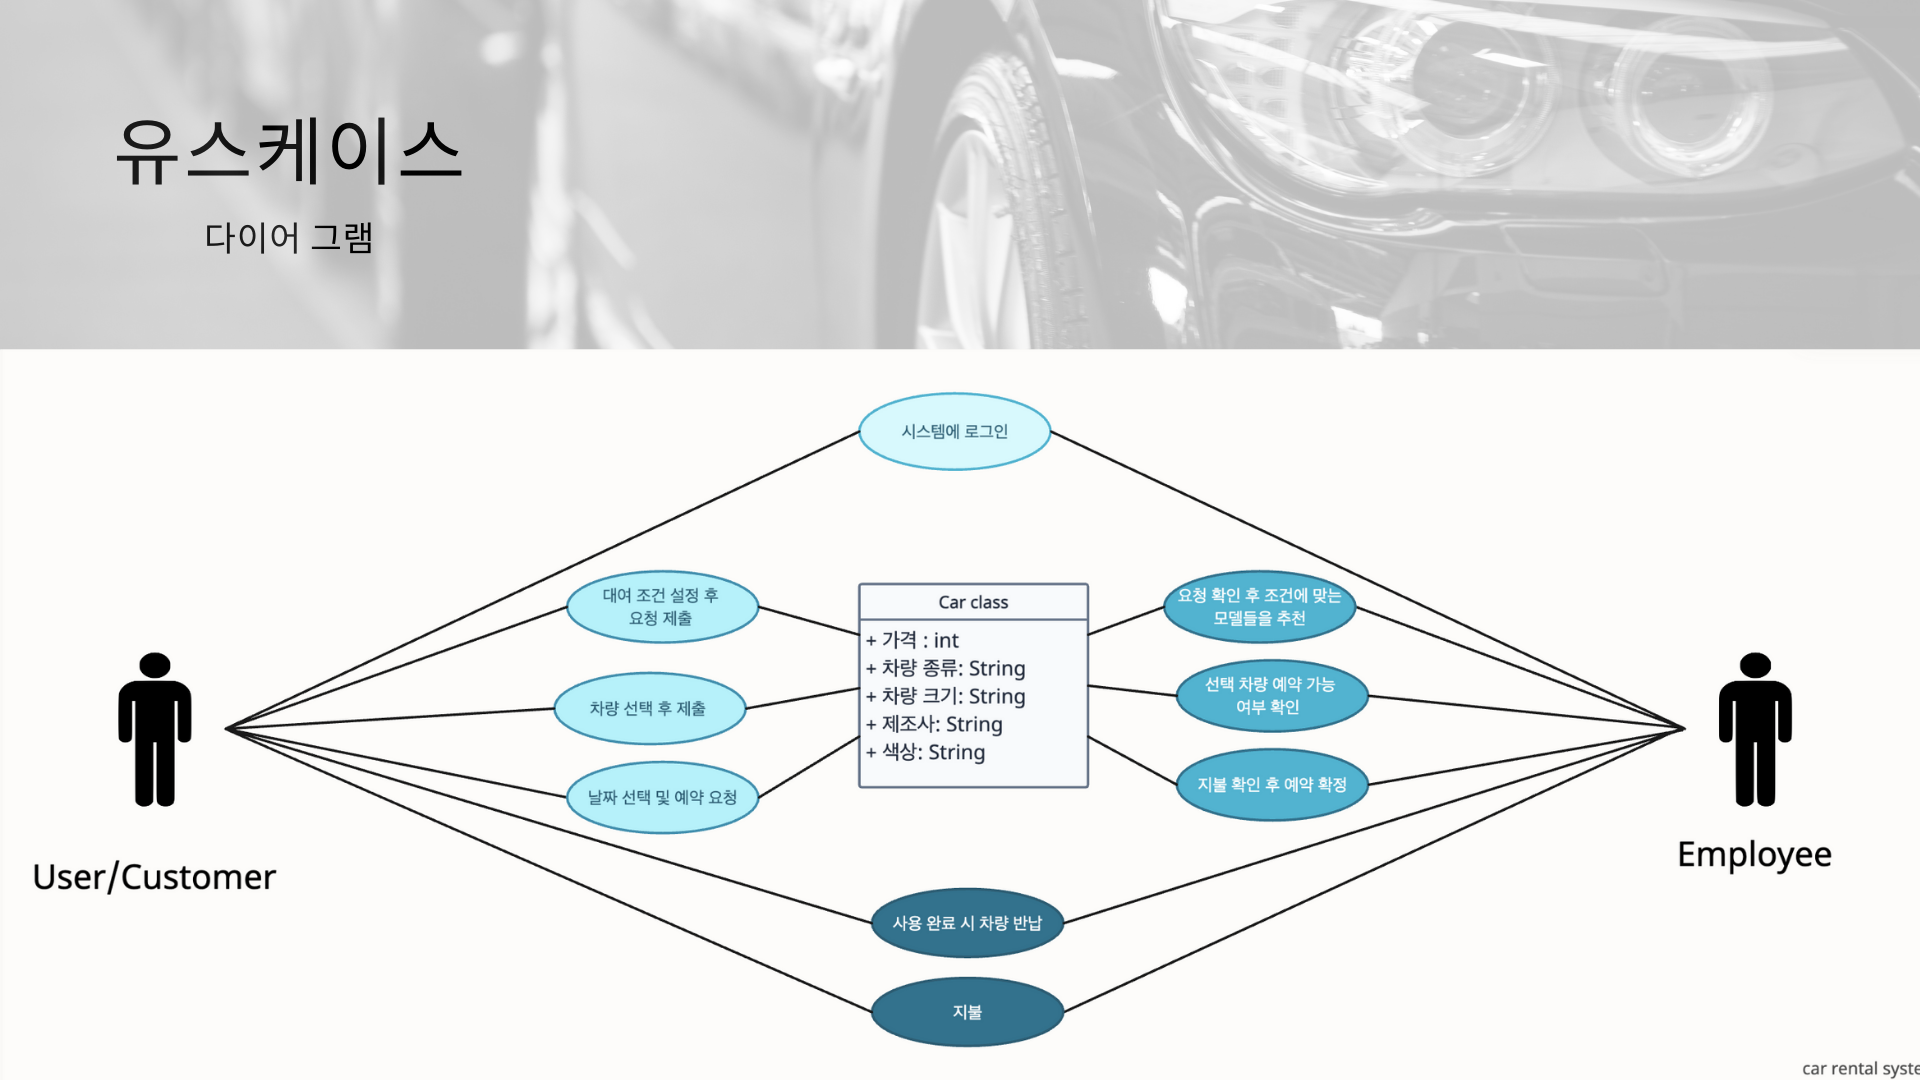 유스케이스
다이어 그램
시스템에 로그인
대여 조건 설정 후
요청 제출
차량 선택 후 제출
날짜 선택 및 예약 요청
Car class
+ 가격 : int
+ 차량 종류: String
+ 차량 크기: String
+ 제조사: String
+ 색상: String
요청 확인 후 조건에 맞는
모델들을 추천
선택 차량 예약 가능
여부 확인
지불 확인 후 예약 확정
User/Customer
Employee
사용 완료 시 차량 반납
지불
car rental syste